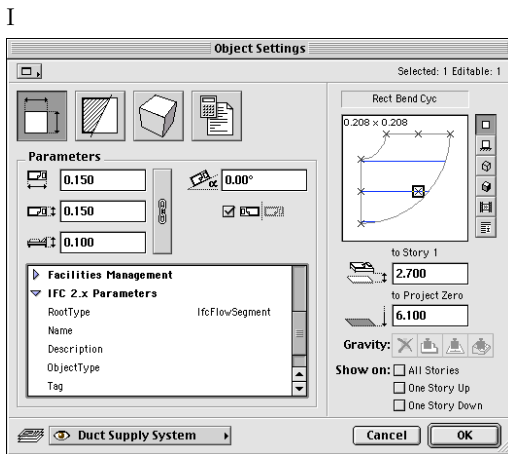 I
Object Settings
Selected: 1 Editable: 1
Parameters
0.150
α 0.00°
0.150
0.100
Facilities Management
IFC 2.x Parameters
RootType IfcFlowSegment
Name
Description
ObjectType
Tag
Rect Bend Cyc
0.208 x 0.208
to Story 1
2.700
to Project Zero
6.100
Gravity:
Show on: All Stories
One Story Up
One Story Down
Duct Supply System
Cancel
OK